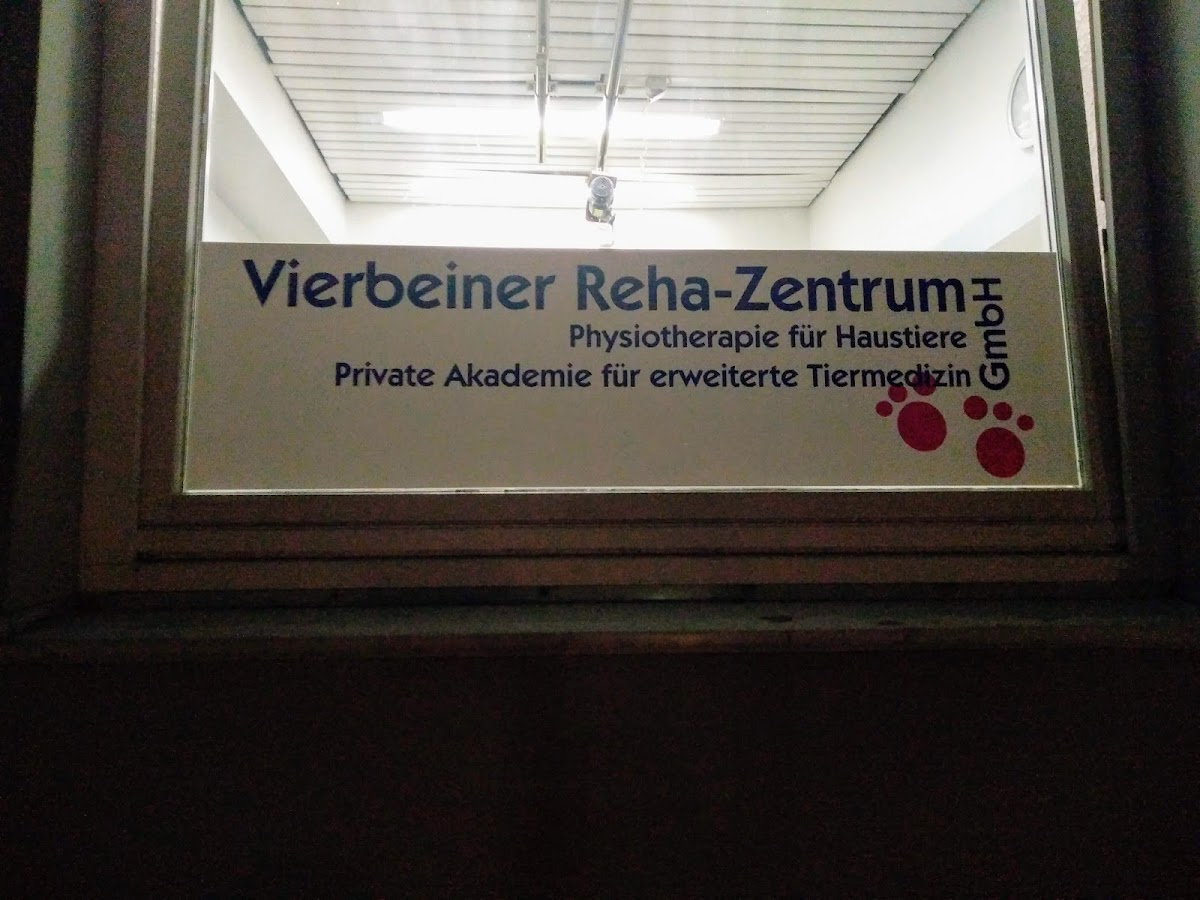 Vierbeiner Reha-Zentrum
GmbH
Physiotherapie für Haustiere
Private Akademie für erweiterte Tiermedizin